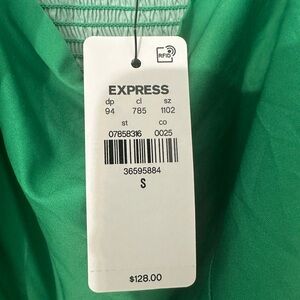 RFID
EXPRESS
dp cl sz
94 785 1102
st co
07858316 0025
36595884
S
$128.00